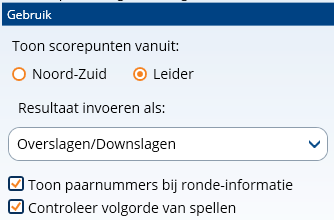 Gebruik
Toon scorepunten vanuit:
Noord-Zuid Leider
Resultaat invoeren als:
Overslagen/Downslagen
Toon paarnummers bij ronde-informatie
Controleer volgorde van spellen